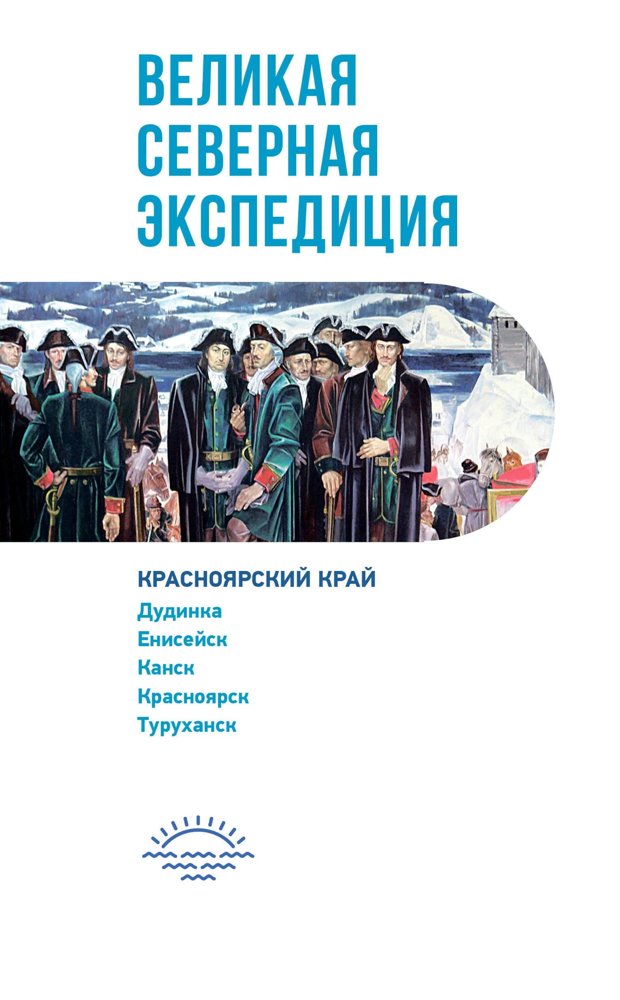 ВЕЛИКАЯ
СЕВЕРНАЯ
ЭКСПЕДИЦИЯ
КРАСНОЯРСКИЙ КРАЙ
Дудинка
Енисейск
Канск
Красноярск
Туруханск